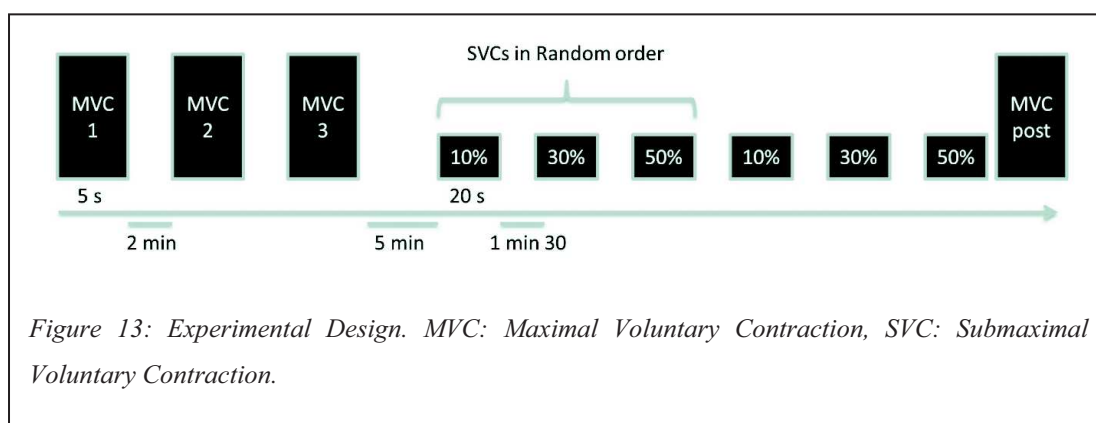 SVCs in Random order
MVC
1
MVC
2
MVC
3
MVC
post
10%
30%
50%
10%
30%
50%
5 s
20 s
2 min
5 min
1 min 30
Figure 13: Experimental Design. MVC: Maximal Voluntary Contraction, SVC: Submaximal
Voluntary Contraction.